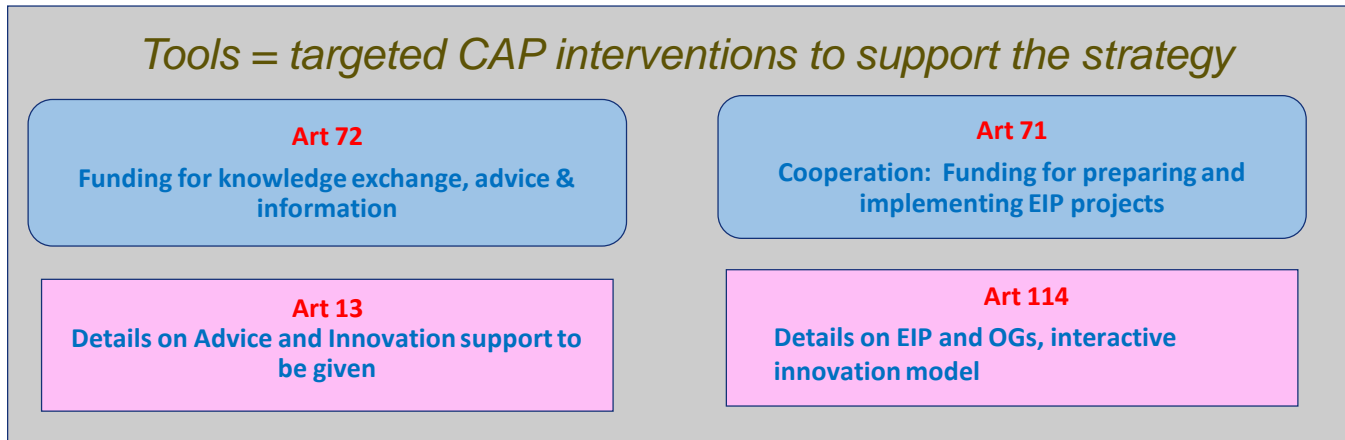 Tools = targeted CAP interventions to support the strategy
Art 72
Funding for knowledge exchange, advice &
information
Art 71
Cooperation: Funding for preparing and
implementing EIP projects
Art 13
Details on Advice and Innovation support to
be given
Art 114
Details on EIP and OGs, interactive
innovation model